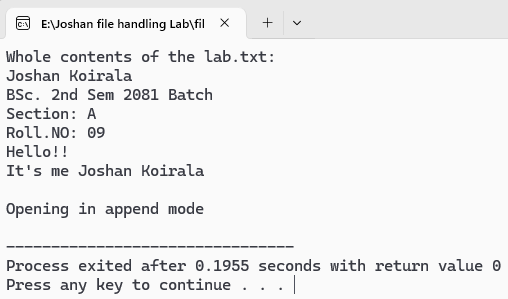 E:\Joshan file handling Lab\fil
Whole contents of the lab.txt:
Joshan Koirala
BSc. 2nd Sem 2081 Batch
Section: A
Roll.NO: 09
Hello!!
It's me Joshan Koirala
Opening in append mode
--------------------------------
Process exited after 0.1955 seconds with return value 0
Press any key to continue . . .